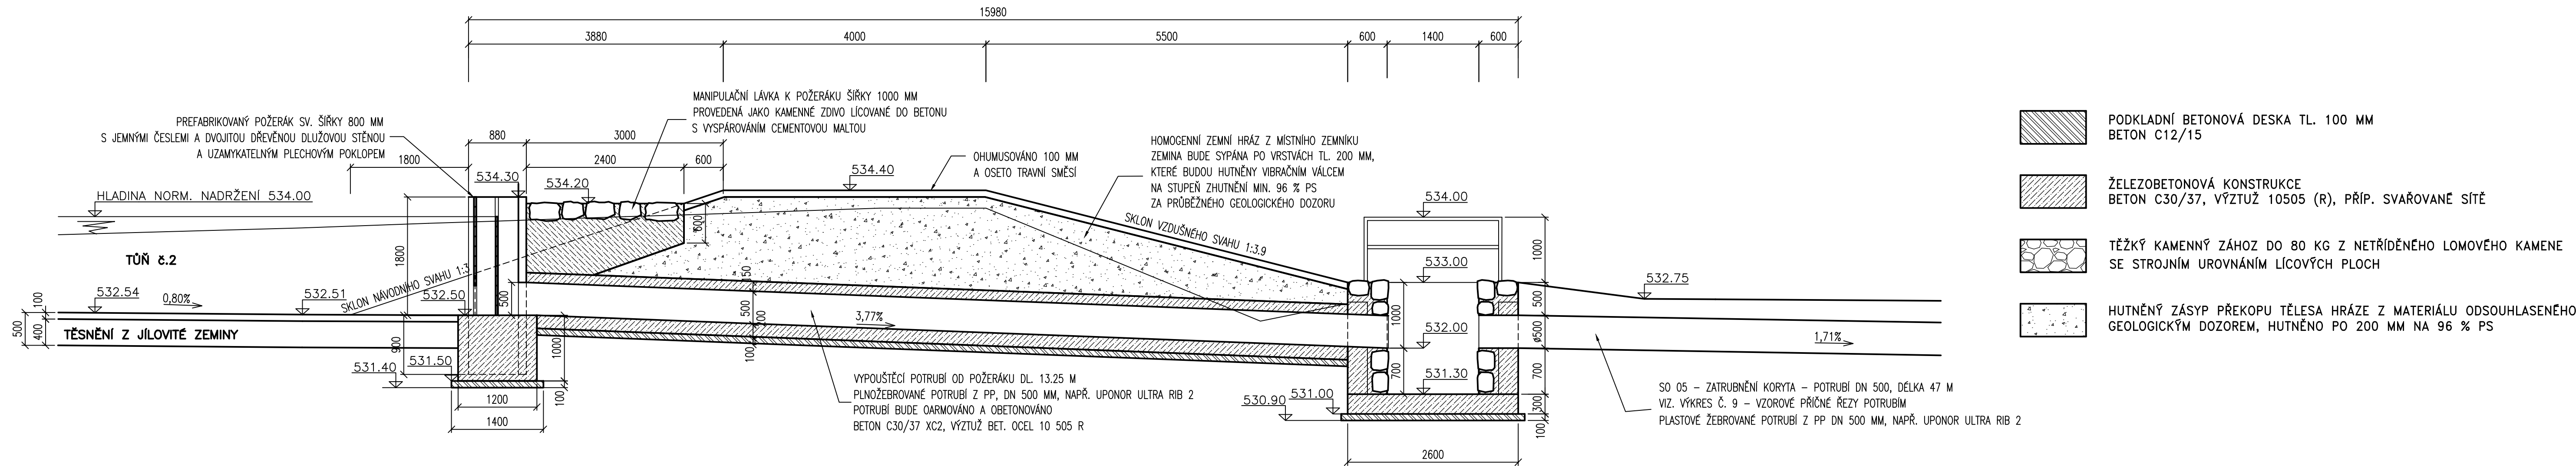 15980
3880
4000
5500
600
1400
600
MANIPULAČNÍ LÁVKA K POŽERÁKU ŠÍŘKY 1000 MM
PROVEDENÁ JAKO KAMENNÉ ZDIVO LÍCOVANÉ DO BETONU
S VYSPÁROVÁNÍM CEMENTOVOU MALTOU
PREFABRIKOVANÝ POŽERÁK SV. ŠÍŘKY 800 MM
S JEMNÝMI ČESLEMI A DVOJITOU DŘEVĚNOU DLUŽOVOU STĚNOU
A UZAMYKATELNÝM PLECHOVÝM POKLOPEM
880
3000
1800
2400
600
HOMOGENNÍ ZEMNÍ HRÁZ Z MÍSTNÍHO ZEMNÍKU
ZEMINA BUDE SYPÁNA PO VRSTVÁCH TL. 200 MM,
KTERÉ BUDOU HUTNĚNY VIBRAČNÍM VÁLCEM
NA STUPEŇ ZHUTNĚNÍ MIN. 96 % PS
ZA PRŮBĚŽNÉHO GEOLOGICKÉHO DOZORU
OHUMUSOVÁNO 100 MM
A OSETO TRAVNÍ SMĚSÍ
534.30
534.20
534.40
HLADINA NORM. NADRŽENÍ 534.00
534.00
SKLON VZDUŠNÉHO SVAHU 1:3,9
600
1800
1000
TŮŇ č.2
SKLON NÁVODNÍHO SVAHU 1:3
533.00
532.75
532.54
0,80%
532.51
532.50
500
150
500
200
100
3,77%
1000
532.00
500
ø500
700
1,71%
100
400
500
TĚSNĚNÍ Z JÍLOVITÉ ZEMINY
900
1000
531.50
531.40
100
1200
1400
VYPOUŠTĚCÍ POTRUBÍ OD POŽERÁKU DL. 13.25 M
PLNOŽEBROVANÉ POTRUBÍ Z PP, DN 500 MM, NAPŘ. UPONOR ULTRA RIB 2
POTRUBÍ BUDE OARMOVÁNO A OBETONOVÁNO
BETON C30/37 XC2, VÝZTUŽ BET. OCEL 10 505 R
700
531.30
531.00
530.90
300
100
2600
SO 05 – ZATRUBNĚNÍ KORYTA – POTRUBÍ DN 500, DÉLKA 47 M
VIZ. VÝKRES Č. 9 – VZOROVÉ PŘÍČNÉ ŘEZY POTRUBÍM
PLASTOVÉ ŽEBROVANÉ POTRUBÍ Z PP DN 500 MM, NAPŘ. UPONOR ULTRA RIB 2
PODKLADNÍ BETONOVÁ DESKA TL. 100 MM
BETON C12/15
ŽELEZOBETONOVÁ KONSTRUKCE
BETON C30/37, VÝZTUŽ 10505 (R), PŘÍP. SVAŘOVANÉ SÍTĚ
TĚŽKÝ KAMENNÝ ZÁHOZ DO 80 KG Z NETŘÍDĚNÉHO LOMOVÉHO KAMENE
SE STROJNÍM UROVNÁNÍM LÍCOVÝCH PLOCH
HUTNĚNÝ ZÁSYP PŘEKOPU TĚLESA HRÁZE Z MATERIÁLU ODSOUHLASENÉHO
GEOLOGICKÝM DOZOREM, HUTNĚNO PO 200 MM NA 96 % PS